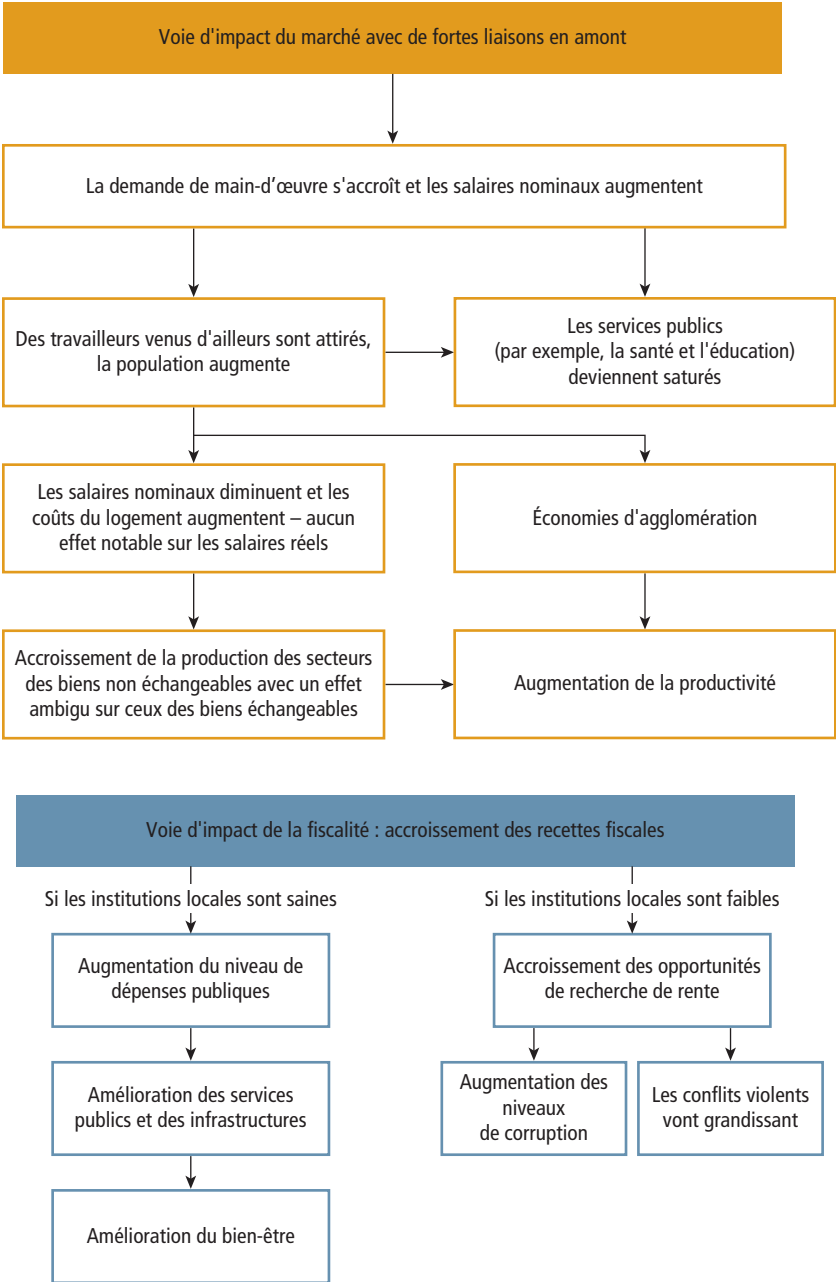 Voie d'impact du marché avec de fortes liaisons en amont
La demande de main-d’œuvre s'accroît et les salaires nominaux augmentent
Des travailleurs venus d'ailleurs sont attirés,
la population augmente
Les services publics
(par exemple, la santé et l'éducation)
deviennent saturés
Les salaires nominaux diminuent et les
coûts du logement augmentent – aucun
effet notable sur les salaires réels
Économies d'agglomération
Accroissement de la production des secteurs
des biens non échangeables avec un effet
ambigu sur ceux des biens échangeables
Augmentation de la productivité
Voie d'impact de la fiscalité : accroissement des recettes fiscales
Si les institutions locales sont saines
Si les institutions locales sont faibles
Augmentation du niveau de
dépenses publiques
Accroissement des opportunités
de recherche de rente
Amélioration des services
publics et des infrastructures
Augmentation des
niveaux
de corruption
Les conflits violents
vont grandissant
Amélioration du bien-être